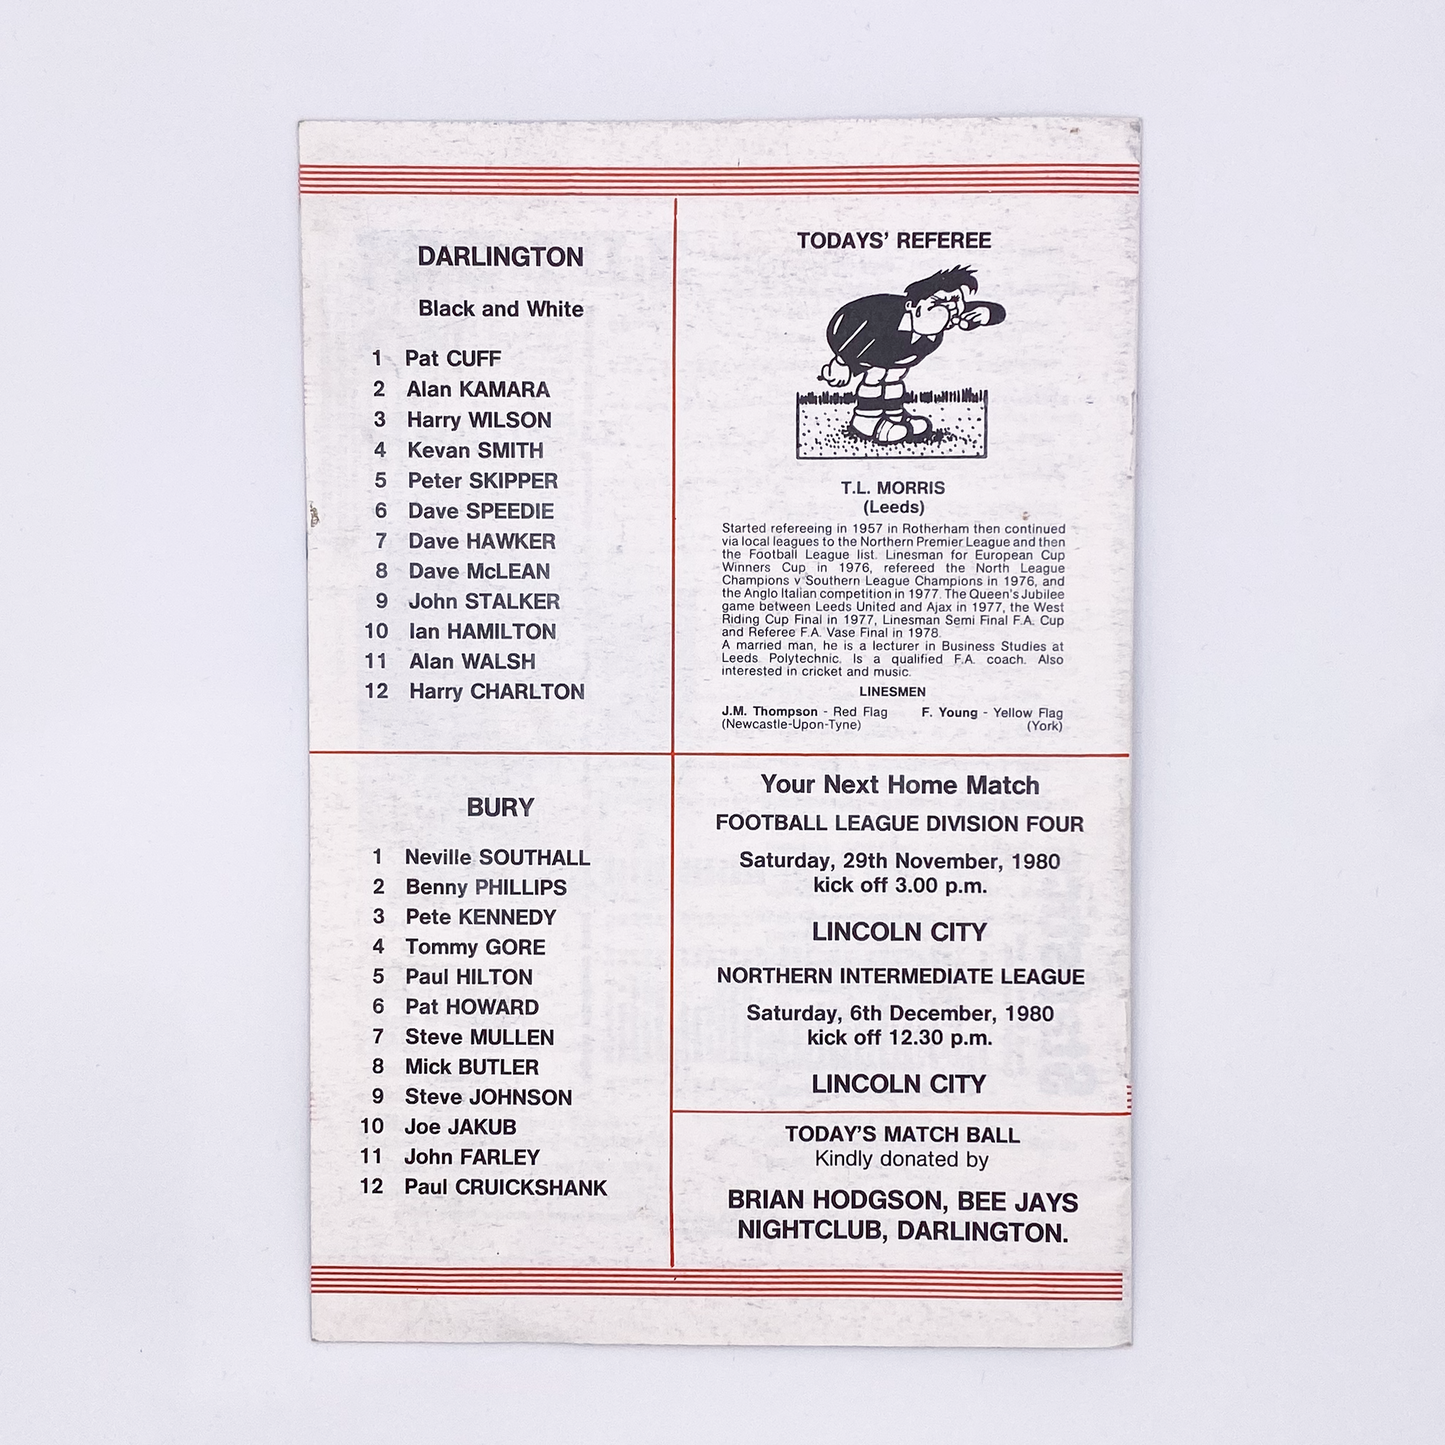 DARLINGTON
Black and White
1 Pat CUFF
2 Alan KAMARA
3 Harry WILSON
4 Kevan SMITH
5 Peter SKIPPER
6 Dave SPEEDIE
7 Dave HAWKER
8 Dave McLEAN
9 John STALKER
10 Ian HAMILTON
11 Alan WALSH
12 Harry CHARLTON
TODAYS' REFEREE
T.L. MORRIS
(Leeds)
Started refereeing in 1957 in Rotherham then continued
via local leagues to the Northern Premier League and then
the Football League list. Linesman for European Cup
Winners Cup in 1976, refereed the North League
Champions v Southern League Champions in 1976, and
the Anglo Italian competition in 1977. The Queen's Jubilee
game between Leeds United and Ajax in 1977, the West
Riding Cup Final in 1977, Linesman Semi Final F.A. Cup
and Referee F.A. Vase Final in 1978.
A married man, he is a lecturer in Business Studies at
Leeds Polytechnic. Is a qualified F.A. coach. Also
interested in cricket and music.
LINESMEN
J.M. Thompson - Red Flag F. Young - Yellow Flag
(Newcastle-Upon-Tyne) (York)
BURY
1 Neville SOUTHALL
2 Benny PHILLIPS
3 Pete KENNEDY
4 Tommy GORE
5 Paul HILTON
6 Pat HOWARD
7 Steve MULLEN
8 Mick BUTLER
9 Steve JOHNSON
10 Joe JAKUB
11 John FARLEY
12 Paul CRUICKSHANK
Your Next Home Match
FOOTBALL LEAGUE DIVISION FOUR
Saturday, 29th November, 1980
kick off 3.00 p.m.
LINCOLN CITY
NORTHERN INTERMEDIATE LEAGUE
Saturday, 6th December, 1980
kick off 12.30 p.m.
LINCOLN CITY
TODAY'S MATCH BALL
Kindly donated by
BRIAN HODGSON, BEE JAYS
NIGHTCLUB, DARLINGTON.